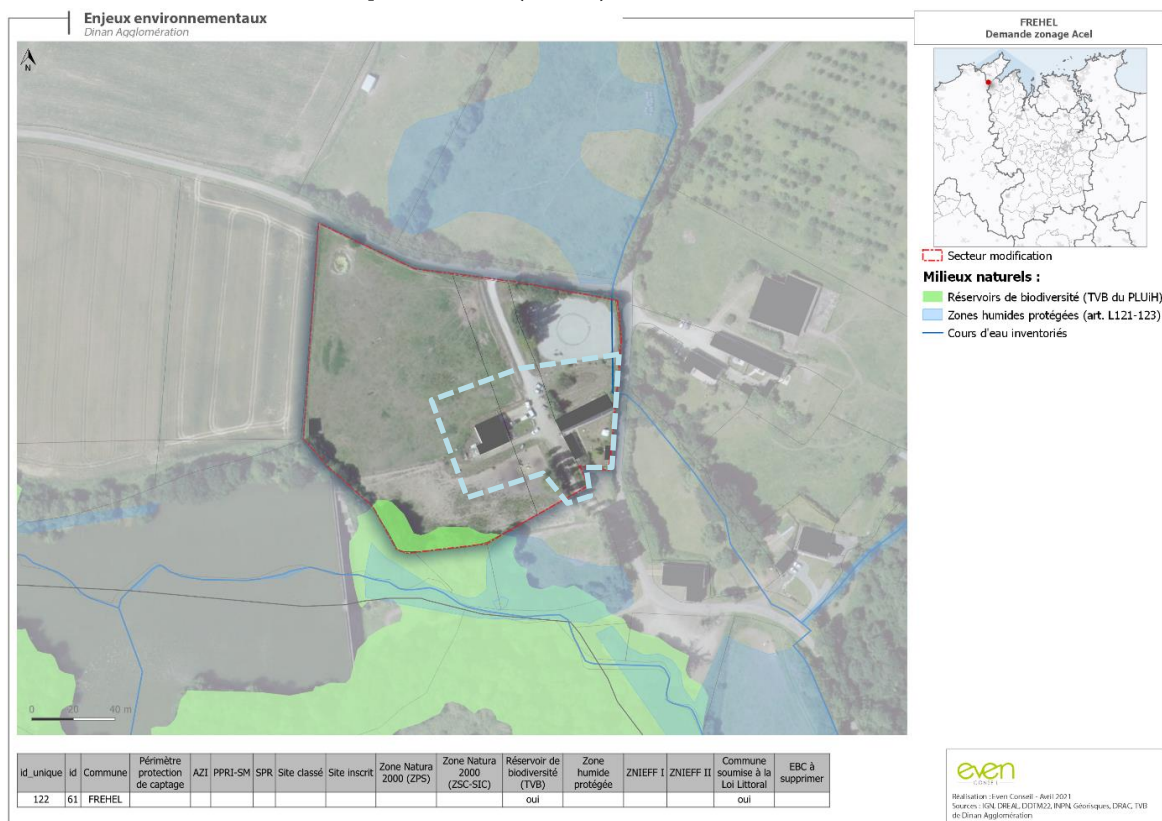 Enjeux environnementaux
Dinan Agglomération
FREHEL
Demande zonage Acel
N
Secteur modification
Milieux naturels :
Réservoirs de biodiversité (TVB du PLUiH)
Zones humides protégées (art. L121-123)
Cours d'eau inventoriés
0 20 40 m
id_unique id Commune Périmètre protection de captage AZI PPRI-SM SPR Site classé Site inscrit Zone Natura 2000 (ZPS) Zone Natura 2000 (ZSC-SIC) Réservoir de biodiversité (TVB) Zone humide protégée ZNIEFF I ZNIEFF II Commune soumise à la Loi Littoral EBC à supprimer
122 61 FREHEL oui oui
even
CONSEIL
Réalisation : Even Conseil - Avril 2021
Sources : IGN, DREAL, DDTM22, INPN, Géorisques, DRAC, TVB
de Dinan Agglomération